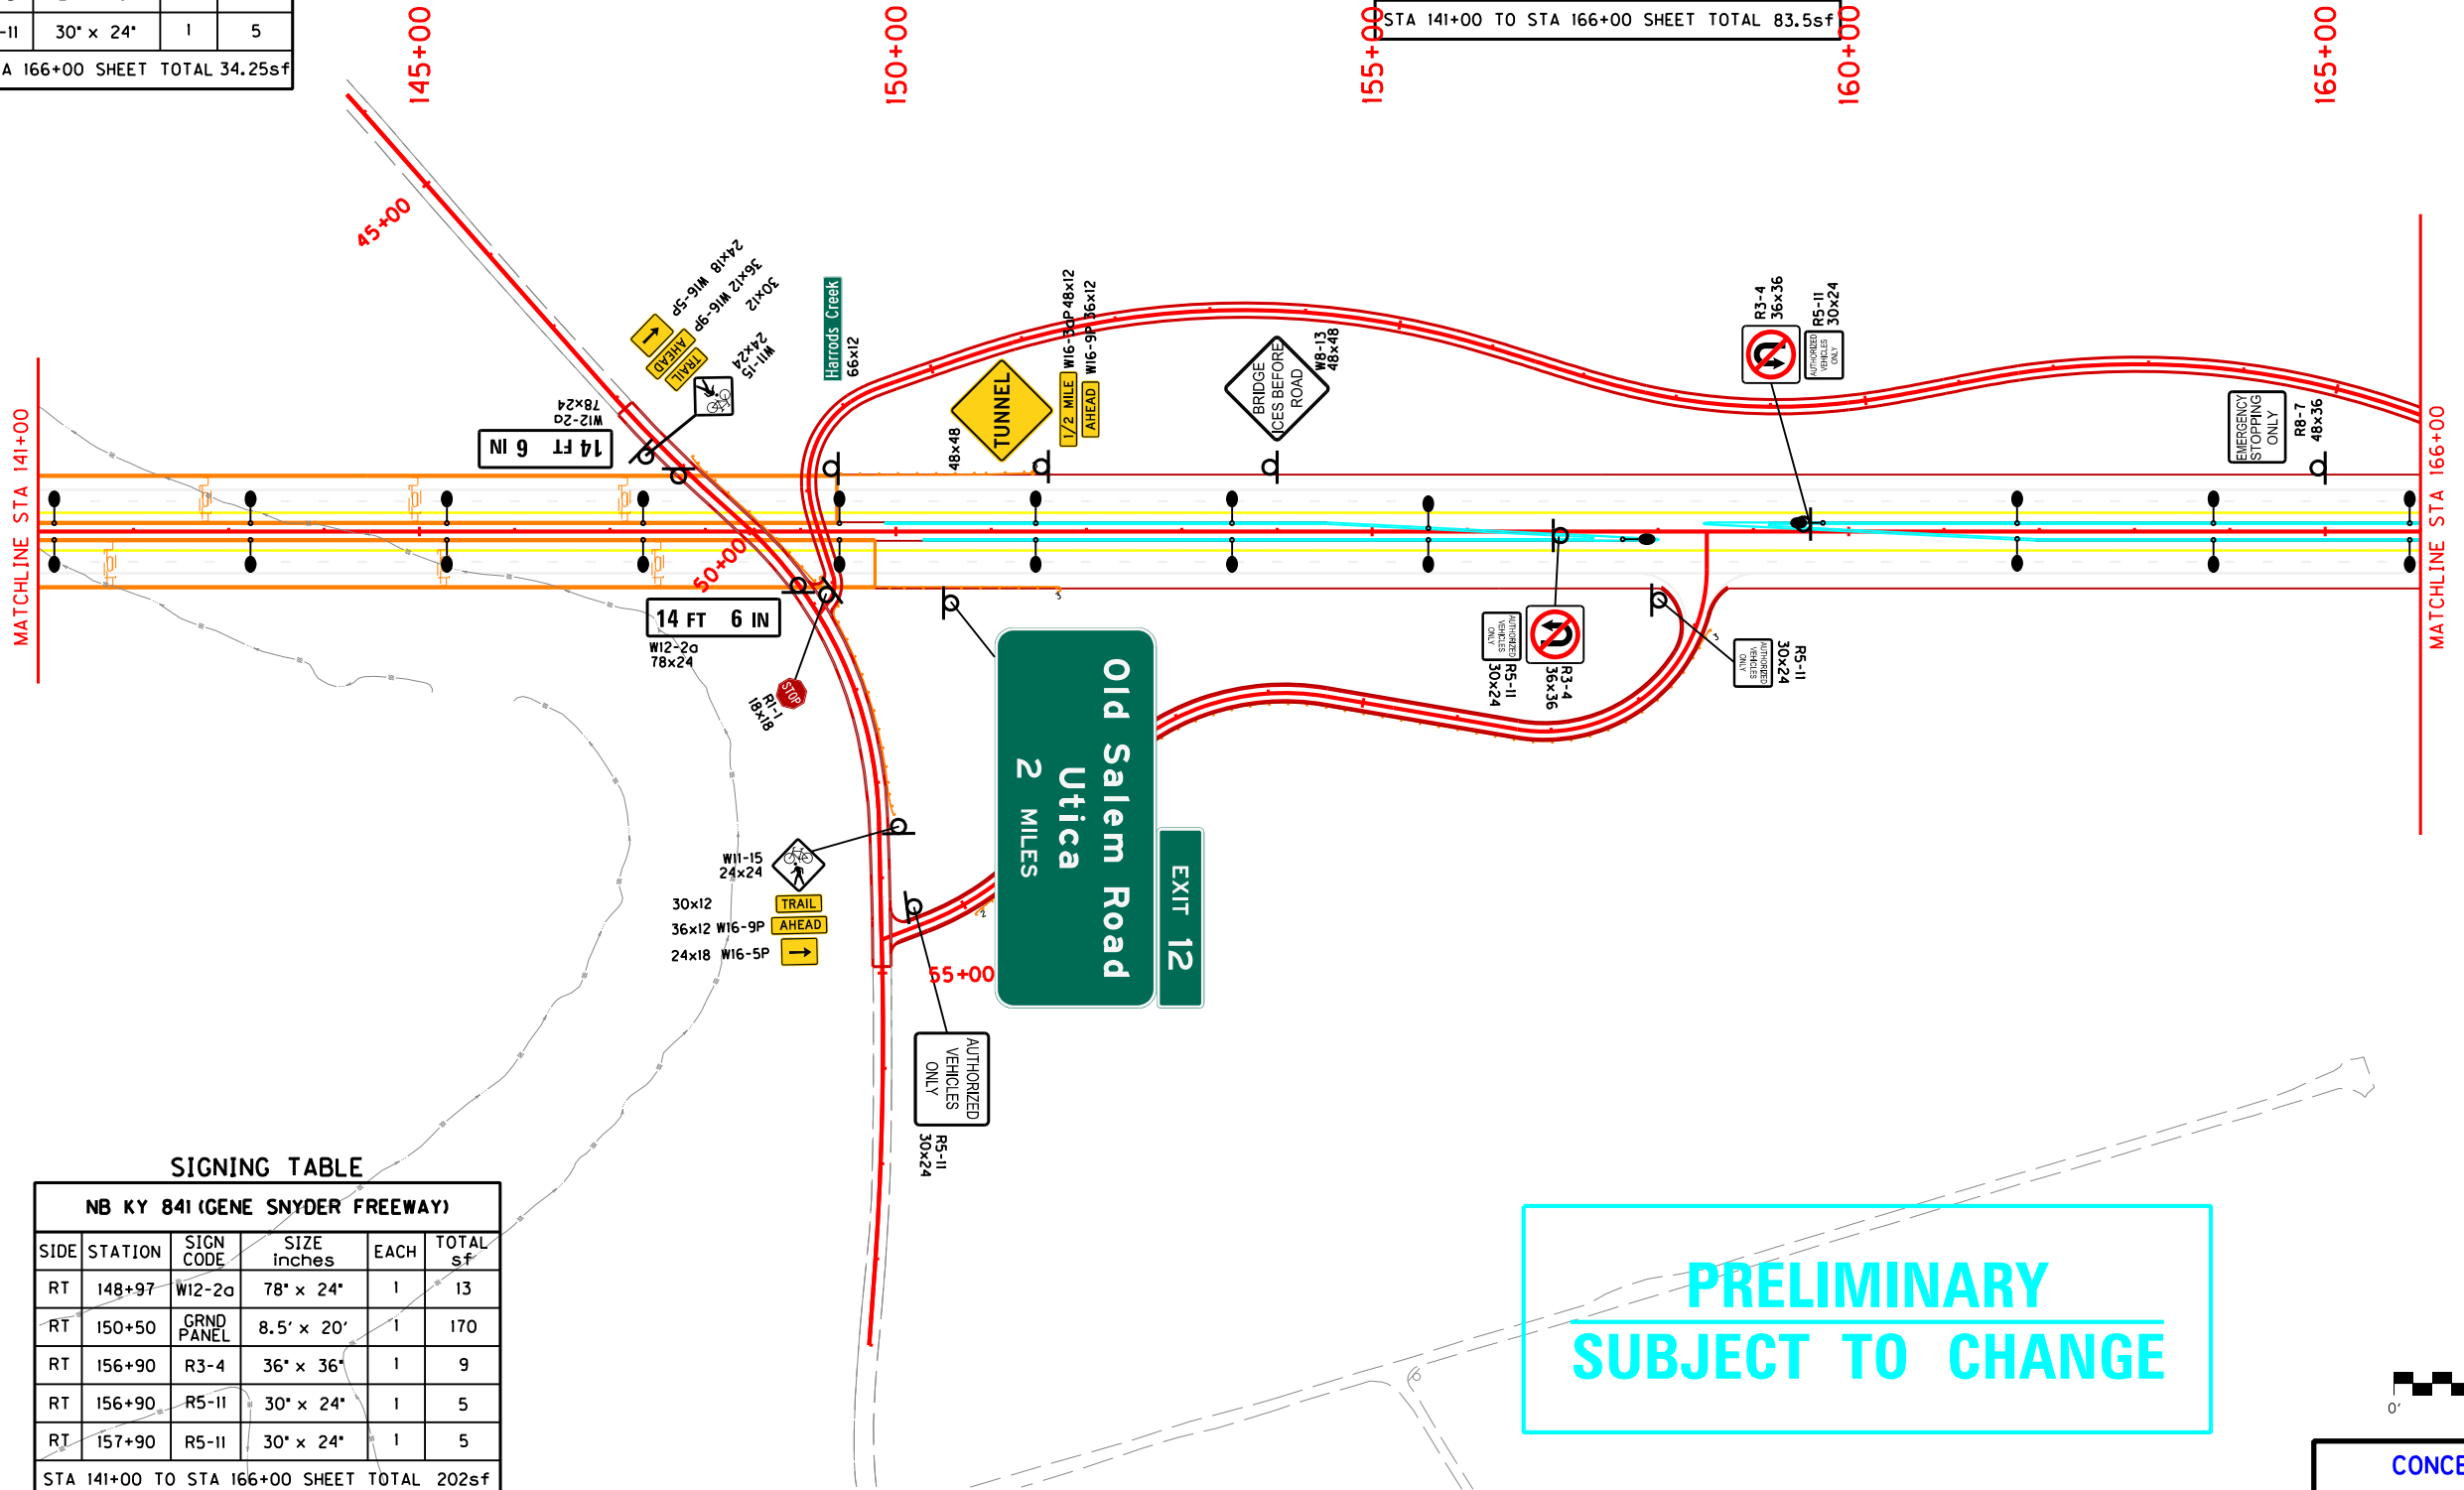 -11 30" x 24" 1 5
A 166+00 SHEET TOTAL 34.25sf
STA 141+00 TO STA 166+00 SHEET TOTAL 83.5sf
145+00
150+00
155+00
160+00
165+00
MATCHLINE STA 141+00
MATCHLINE STA 166+00
45+00
50+00
55+00
24x18 W16-5P
36x12 W16-9P
30x12
AHEAD
TRAIL
W11-15
24x24
W12-2a
78x24
14 FT 6 IN
Harrods Creek
66x12
TUNNEL
48x48
1/2 MILE
W16-3aP 48x12
AHEAD
W16-9P 36x12
BRIDGE
ICES BEFORE
ROAD
W8-13
48x48
R3-4
36x36
R5-11
30x24
AUTHORIZED
VEHICLES
ONLY
EMERGENCY
STOPPING
ONLY
R8-7
48x36
14 FT 6 IN
W12-2a
78x24
STOP
R1-1
18x18
Old Salem Road
Utica
2 MILES
EXIT 12
AUTHORIZED
VEHICLES
ONLY
R5-11
30x24
R3-4
36x36
AUTHORIZED
VEHICLES
ONLY
R5-11
30x24
W11-15
24x24
30x12
TRAIL
36x12 W16-9P
AHEAD
24x18 W16-5P
AUTHORIZED
VEHICLES
ONLY
R5-11
30x24
SIGNING TABLE
NB KY 841 (GENE SNYDER FREEWAY)
SIDE STATION SIGN CODE SIZE inches EACH TOTAL sf
RT 148+97 W12-2a 78" x 24" 1 13
RT 150+50 GRND PANEL 8.5' x 20' 1 170
RT 156+90 R3-4 36" x 36" 1 9
RT 156+90 R5-11 30" x 24" 1 5
RT 157+90 R5-11 30" x 24" 1 5
STA 141+00 TO STA 166+00 SHEET TOTAL 202sf
PRELIMINARY
SUBJECT TO CHANGE
0'
CONCE